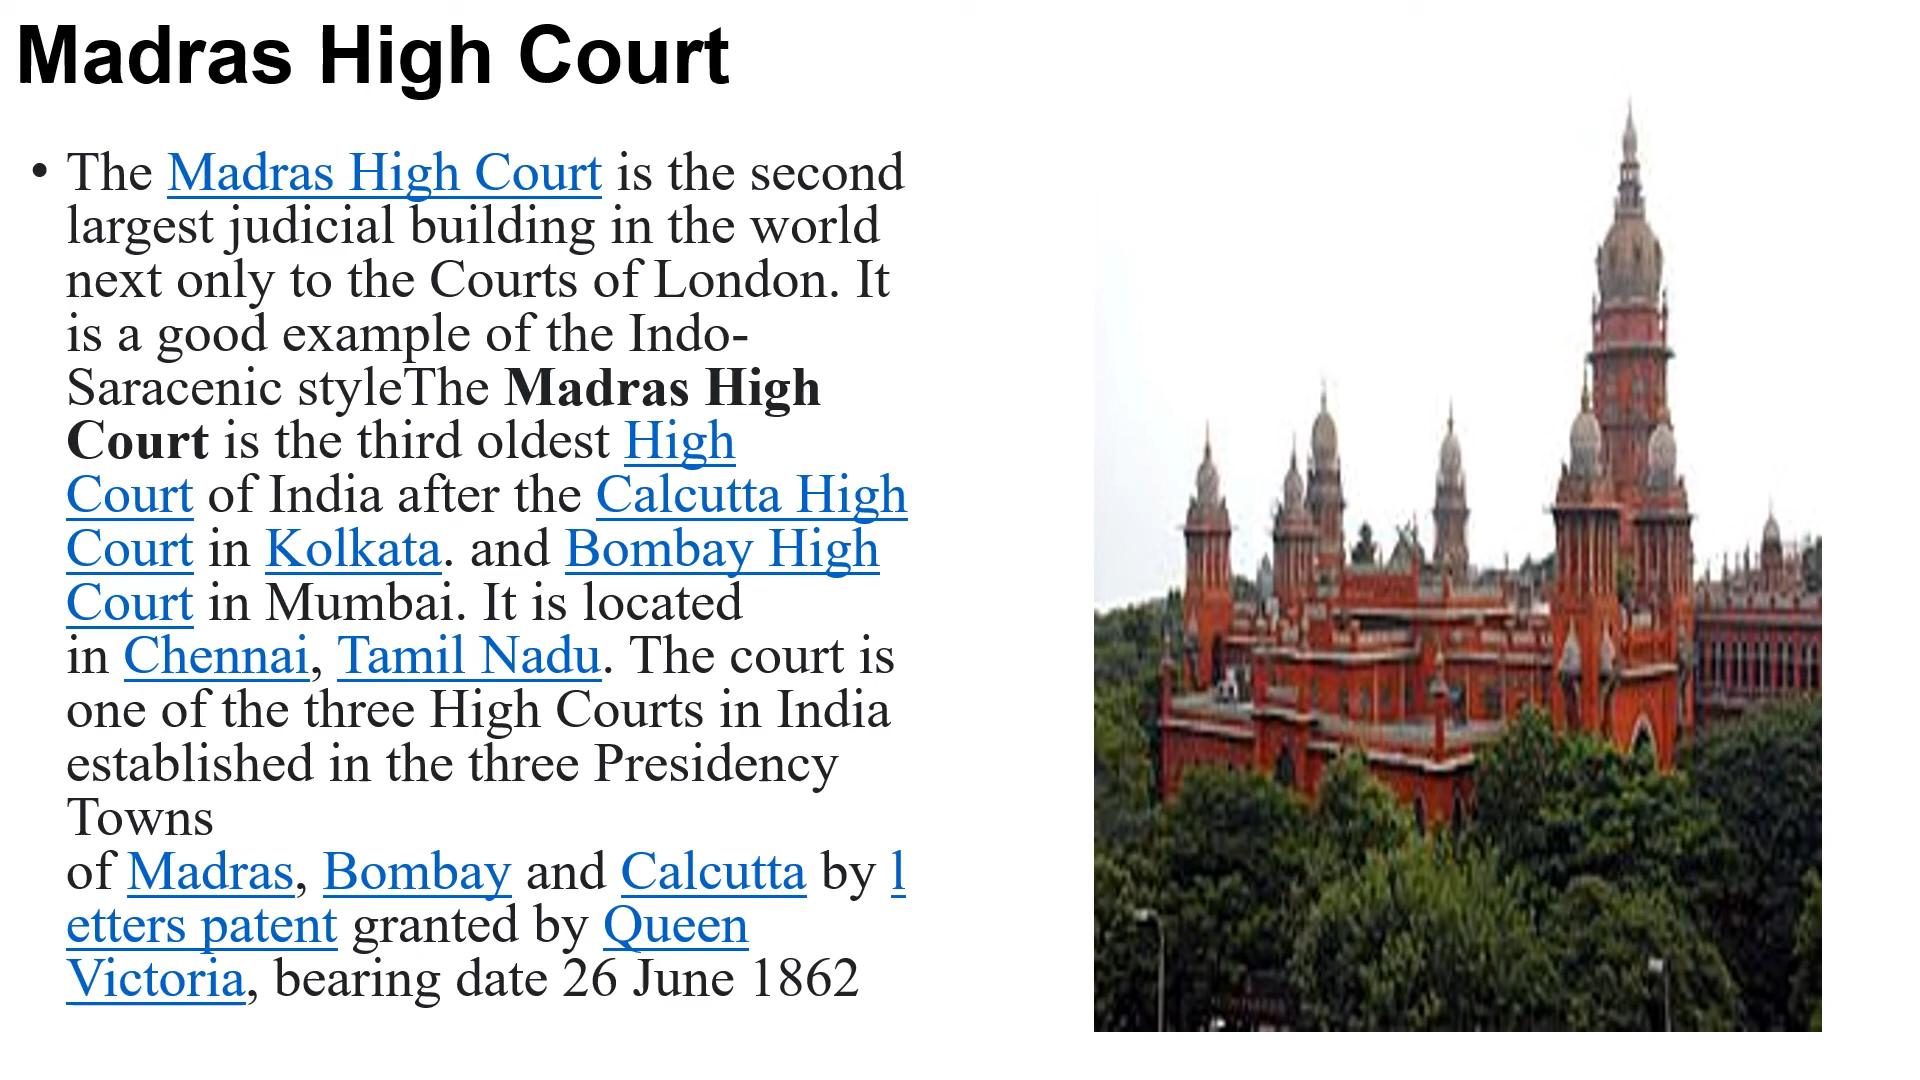 Madras High Court
• The Madras High Court is the second
largest judicial building in the world
next only to the Courts of London. It
is a good example of the Indo-
Saracenic styleThe Madras High
Court is the third oldest High
Court of India after the Calcutta High
Court in Kolkata. and Bombay High
Court in Mumbai. It is located
in Chennai, Tamil Nadu. The court is
one of the three High Courts in India
established in the three Presidency
Towns
of Madras, Bombay and Calcutta by l
etters patent granted by Queen
Victoria, bearing date 26 June 1862